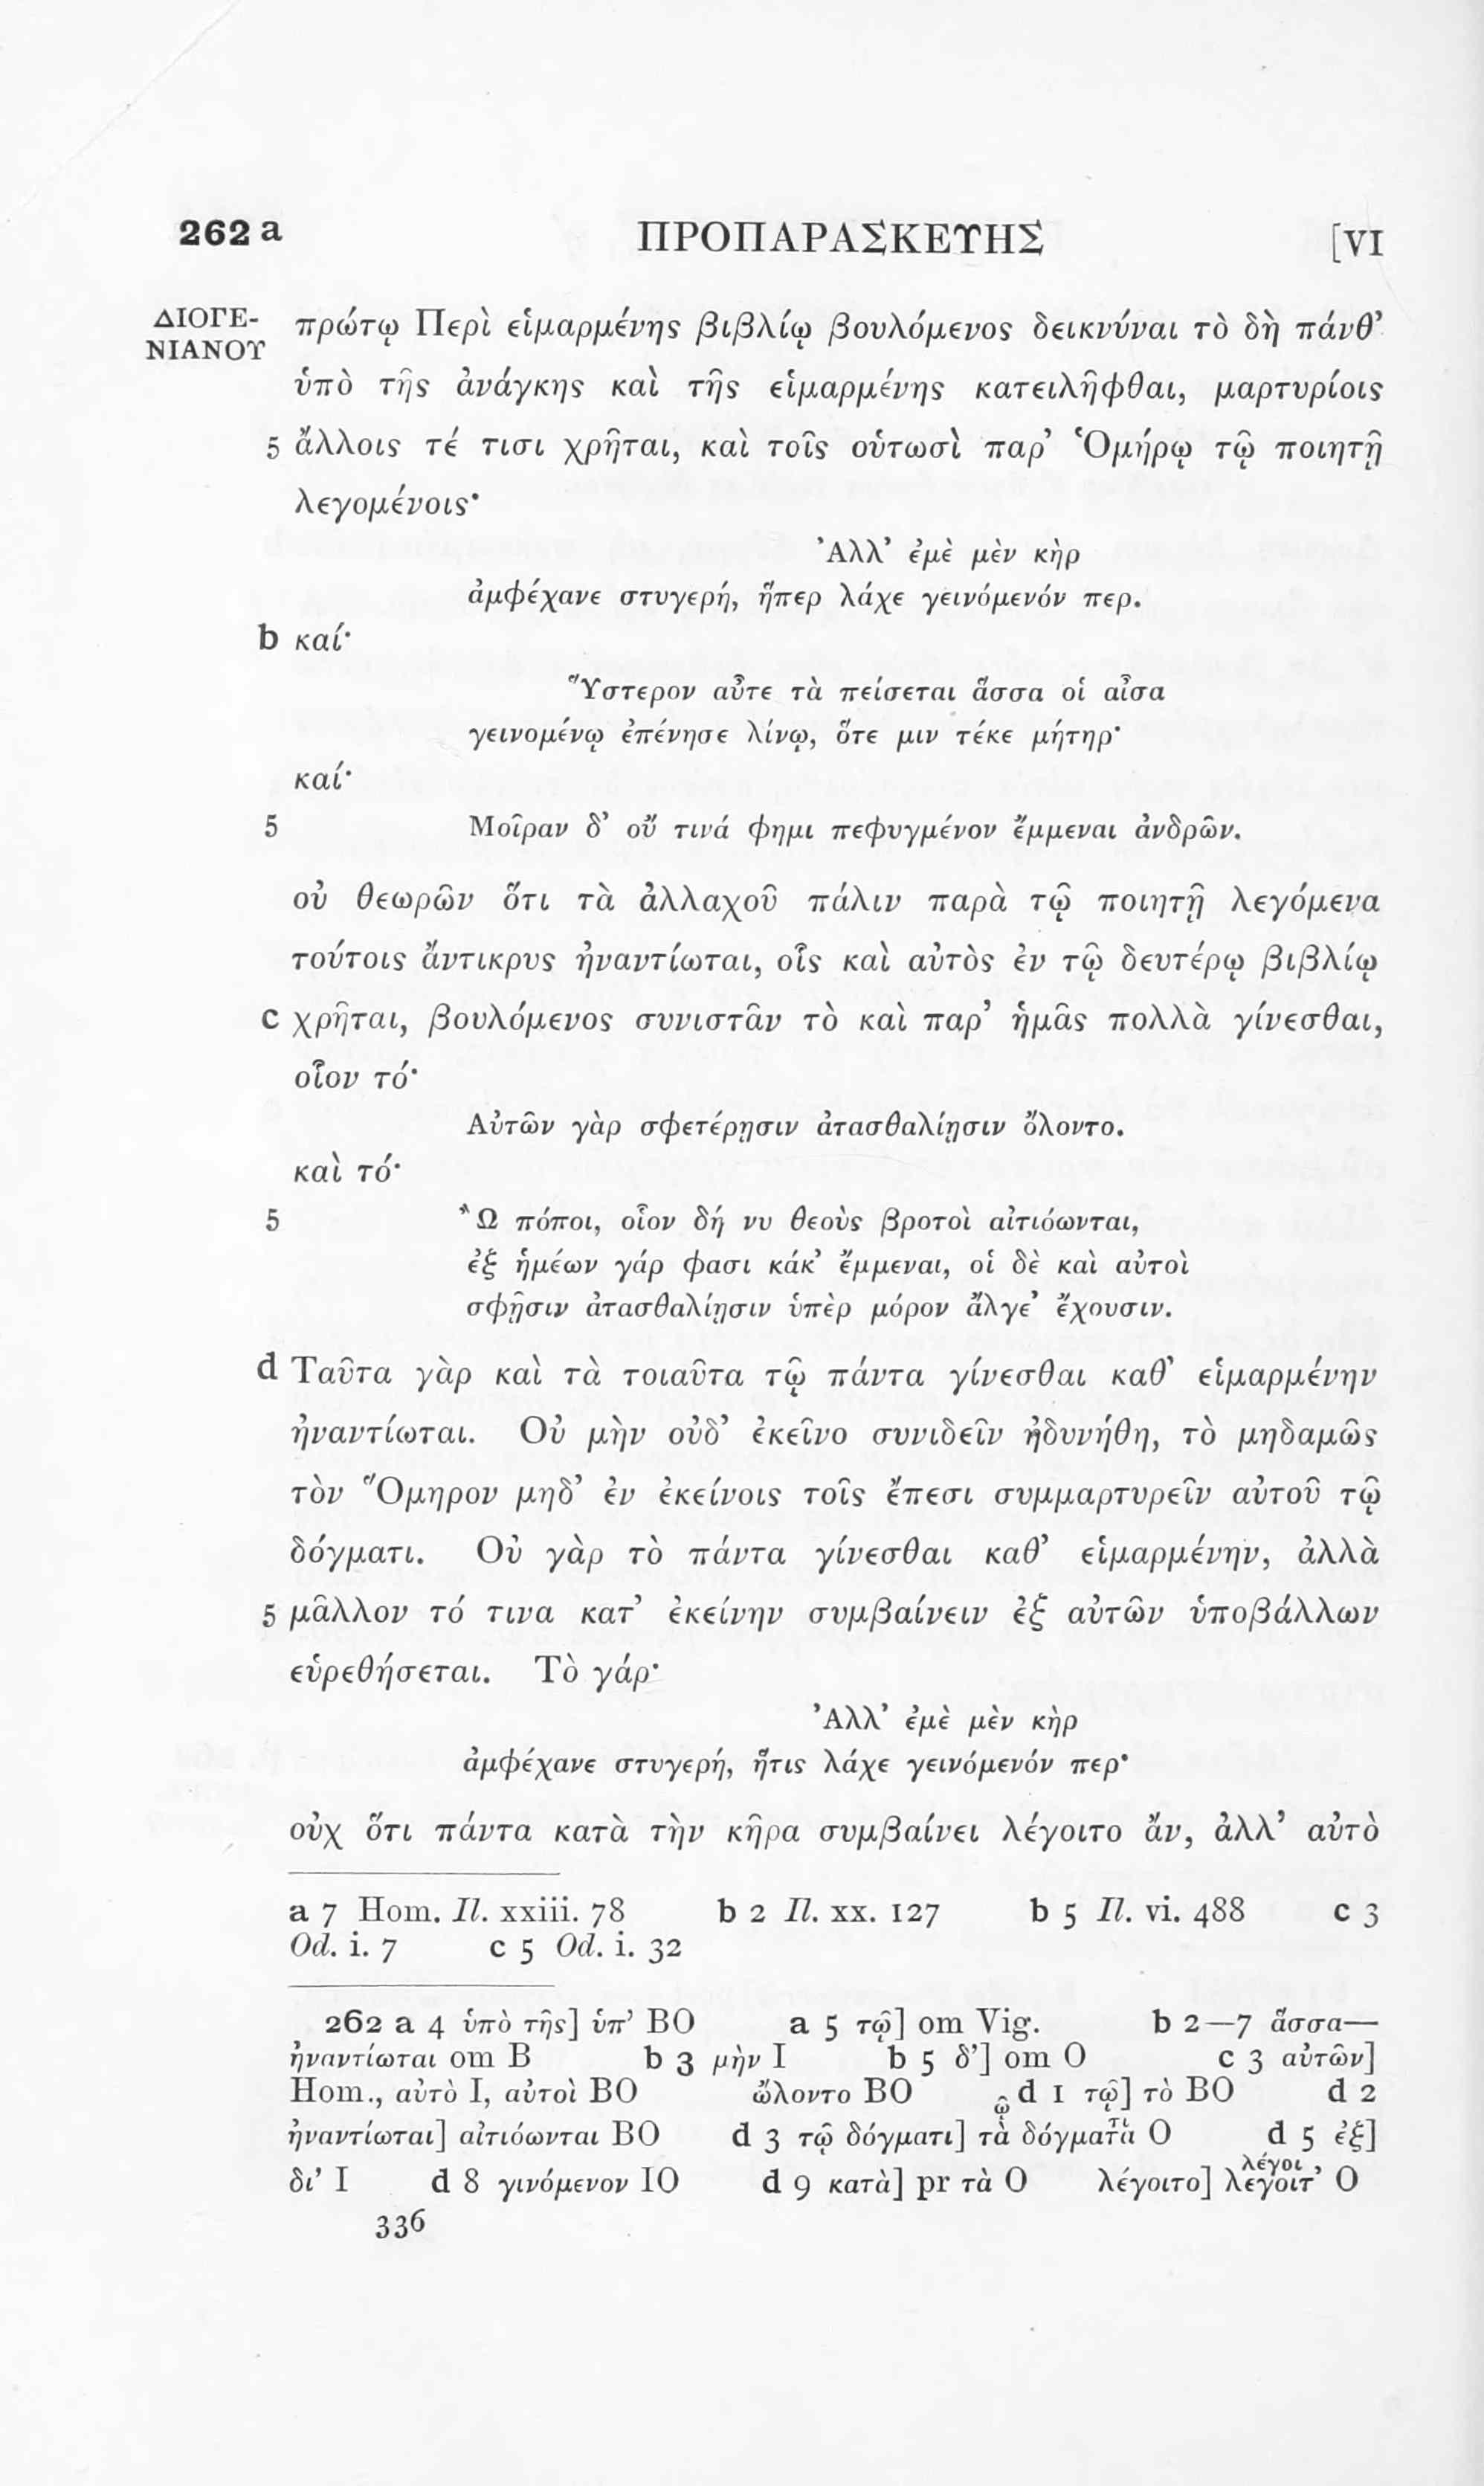 262 a ΠΡΟΠΑΡΑΣΚΕΥΗΣ [VI
ΔΙΟΓΕ-
ΝΙΑΝΟΥ
πρώτῳ Περὶ εἱμαρμένης βιβλίῳ βουλόμενος δεικνύναι τὸ δὴ πάνθ’
ὑπὸ τῆς ἀνάγκης καὶ τῆς εἱμαρμένης κατειλῆφθαι, μαρτυρίοις
5 ἄλλοις τέ τισι χρῆται, καὶ τοῖς οὑτωσὶ παρ’ Ὁμήρῳ τῷ ποιητῇ
λεγομένοις·
Ἀλλ’ ἐμὲ μὲν κὴρ
ἀμφέχανε στυγερή, ἥπερ λάχε γεινόμενόν περ.
b καί·
Ὕστερον αὖτε τὰ πείσεται ἅσσα οἱ αἶσα
γεινομένῳ ἐπένησε λίνῳ, ὅτε μιν τέκε μήτηρ·
καί·
5 Μοῖραν δ’ οὔ τινά φημι πεφυγμένον ἔμμεναι ἀνδρῶν.
οὐ θεωρῶν ὅτι τὰ ἀλλαχοῦ πάλιν παρὰ τῷ ποιητῇ λεγόμενα
τούτοις ἄντικρυς ἠναντίωται, οἷς καὶ αὐτὸς ἐν τῷ δευτέρῳ βιβλίῳ
c χρῆται, βουλόμενος συνιστᾶν τὸ καὶ παρ’ ἡμᾶς πολλὰ γίνεσθαι,
οἷον τό·
Αὐτῶν γὰρ σφετέρῃσιν ἀτασθαλίῃσιν ὄλοντο.
καὶ τό·
5 Ὢ πόποι, οἷον δή νυ θεοὺς βροτοὶ αἰτιόωνται,
ἐξ ἡμέων γάρ φασι κάκ’ ἔμμεναι, οἱ δὲ καὶ αὐτοὶ
σφῇσιν ἀτασθαλίῃσιν ὑπὲρ μόρον ἄλγε’ ἔχουσιν.
d Ταῦτα γὰρ καὶ τὰ τοιαῦτα τῷ πάντα γίνεσθαι καθ’ εἱμαρμένην
ἠναντίωται. Οὐ μὴν οὐδ’ ἐκεῖνο συνιδεῖν ἠδυνήθη, τὸ μηδαμῶς
τὸν Ὅμηρον μηδ’ ἐν ἐκείνοις τοῖς ἔπεσι συμμαρτυρεῖν αὐτοῦ τῷ
δόγματι. Οὐ γὰρ τὸ πάντα γίνεσθαι καθ’ εἱμαρμένην, ἀλλὰ
5 μᾶλλον τό τινα κατ’ ἐκείνην συμβαίνειν ἐξ αὐτῶν ὑποβάλλων
εὑρεθήσεται. Τὸ γάρ·
Ἀλλ’ ἐμὲ μὲν κὴρ
ἀμφέχανε στυγερή, ἥτις λάχε γεινόμενόν περ·
οὐχ ὅτι πάντα κατὰ τὴν κῆρα συμβαίνει λέγοιτο ἄν, ἀλλ’ αὐτὸ
a 7 Hom. Il. xxiii. 78 b 2 Il. xx. 127 b 5 Il. vi. 488 c 3
Od. i. 7 c 5 Od. i. 32
262 a 4 ὑπὸ τῆς] ὑπ’ BO a 5 τῷ] om Vig. b 2—7 ἅσσα—
ἠναντίωται om B b 3 μὴν I b 5 δ’] om O c 3 αὐτῶν]
Hom., αὐτὸ I, αὐτοὶ BO ὤλοντο BO d 1 τῷ] τὸ BO d 2
ἠναντίωται] αἰτιόωνται BO d 3 τῷ δόγματι] τὰ δόγματα O d 5 ἐξ]
δι’ I d 8 γινόμενον IO d 9 κατὰ] pr τὰ O λέγοιτο] λέγοιτ’ O
336